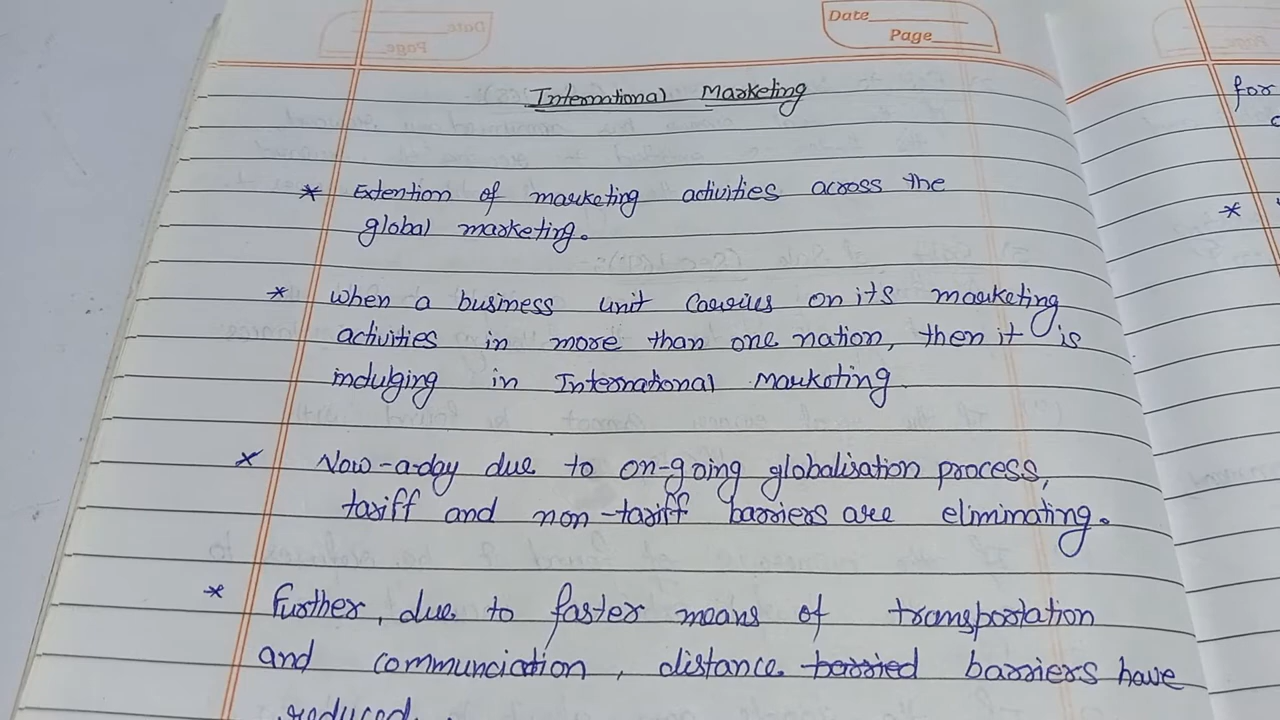 Date
Page
International Marketing
* Extention of marketing activities across the
global marketing.
* When a business unit carries on its marketing
activities in more than one nation, then it is
indulging in International Marketing
* Now-a-day due to on-going globalisation process,
tariff and non-tariff barriers are eliminating.
* Further, due to faster means of transportation
and communciation, distance barried barriers have
reduced.
for
*